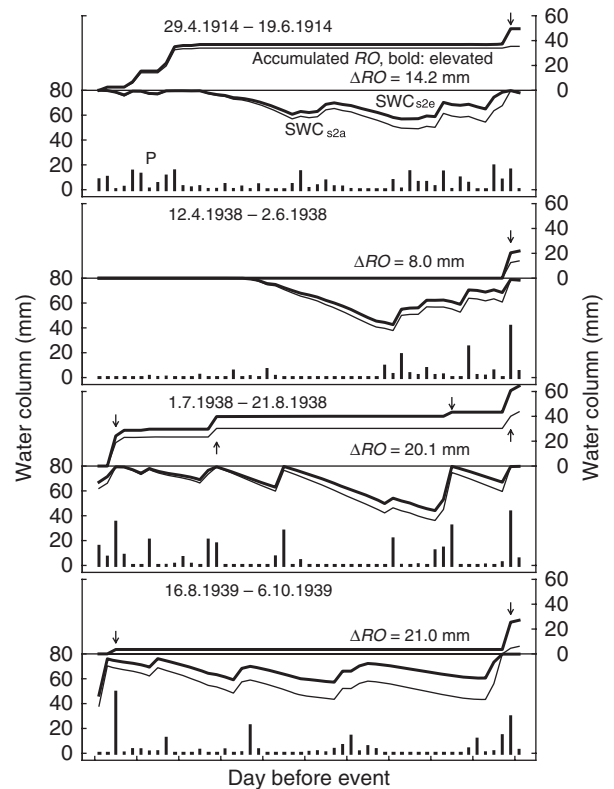 29.4.1914 – 19.6.1914
60
40
20
0
Accumulated RO, bold: elevated
ΔRO = 14.2 mm
80
60
40
20
0
SWCs2e
SWCs2a
P
12.4.1938 – 2.6.1938
60
40
20
0
ΔRO = 8.0 mm
80
60
40
20
0
Water column (mm)
Water column (mm)
1.7.1938 – 21.8.1938
60
40
20
0
ΔRO = 20.1 mm
80
60
40
20
0
16.8.1939 – 6.10.1939
60
40
20
0
ΔRO = 21.0 mm
80
60
40
20
0
Day before event